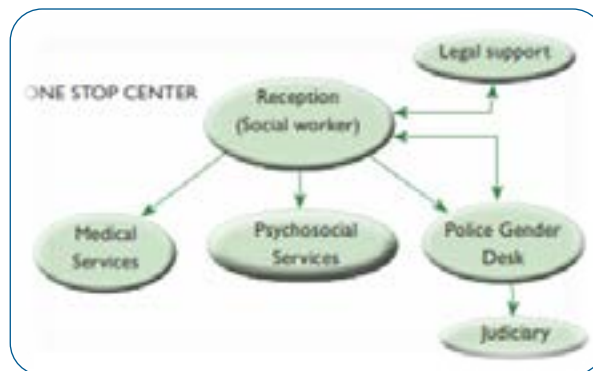 Legal support
ONE STOP CENTER
Reception
(Social worker)
Medical
Services
Psychosocial
Services
Police Gender
Desk
Judiciary